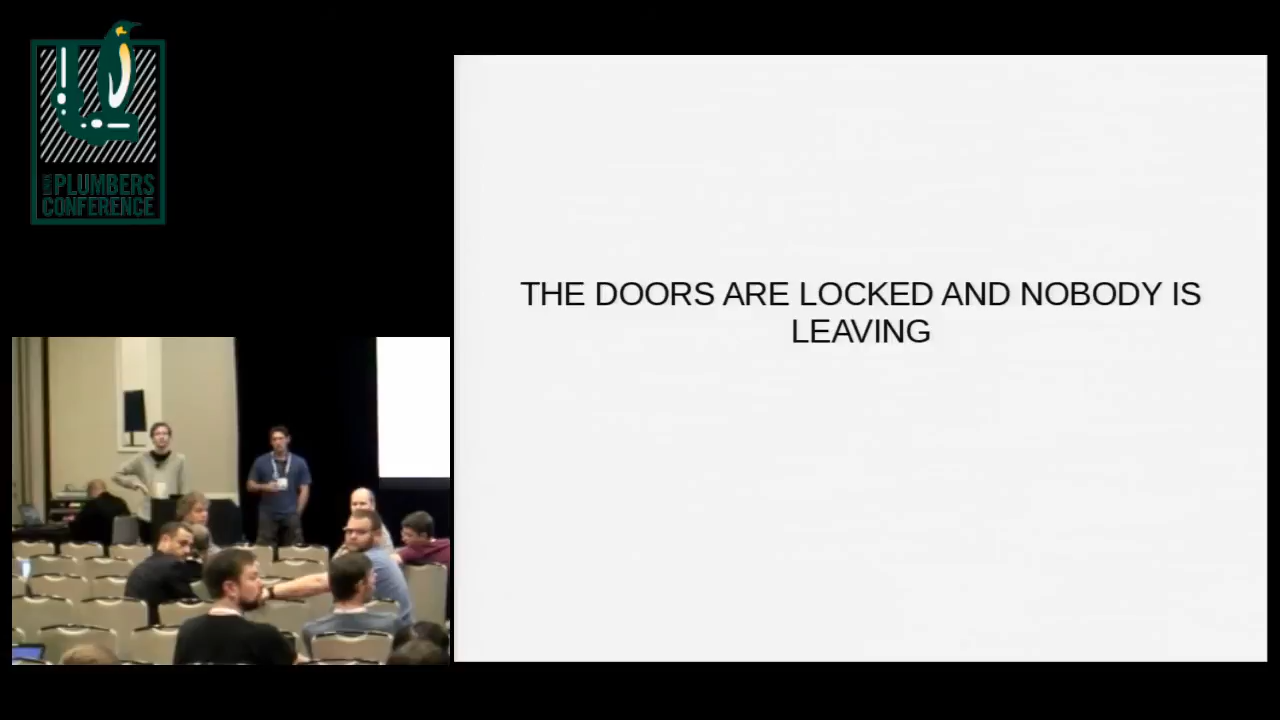 PLUMBERS
CONFERENCE
THE DOORS ARE LOCKED AND NOBODY IS
LEAVING